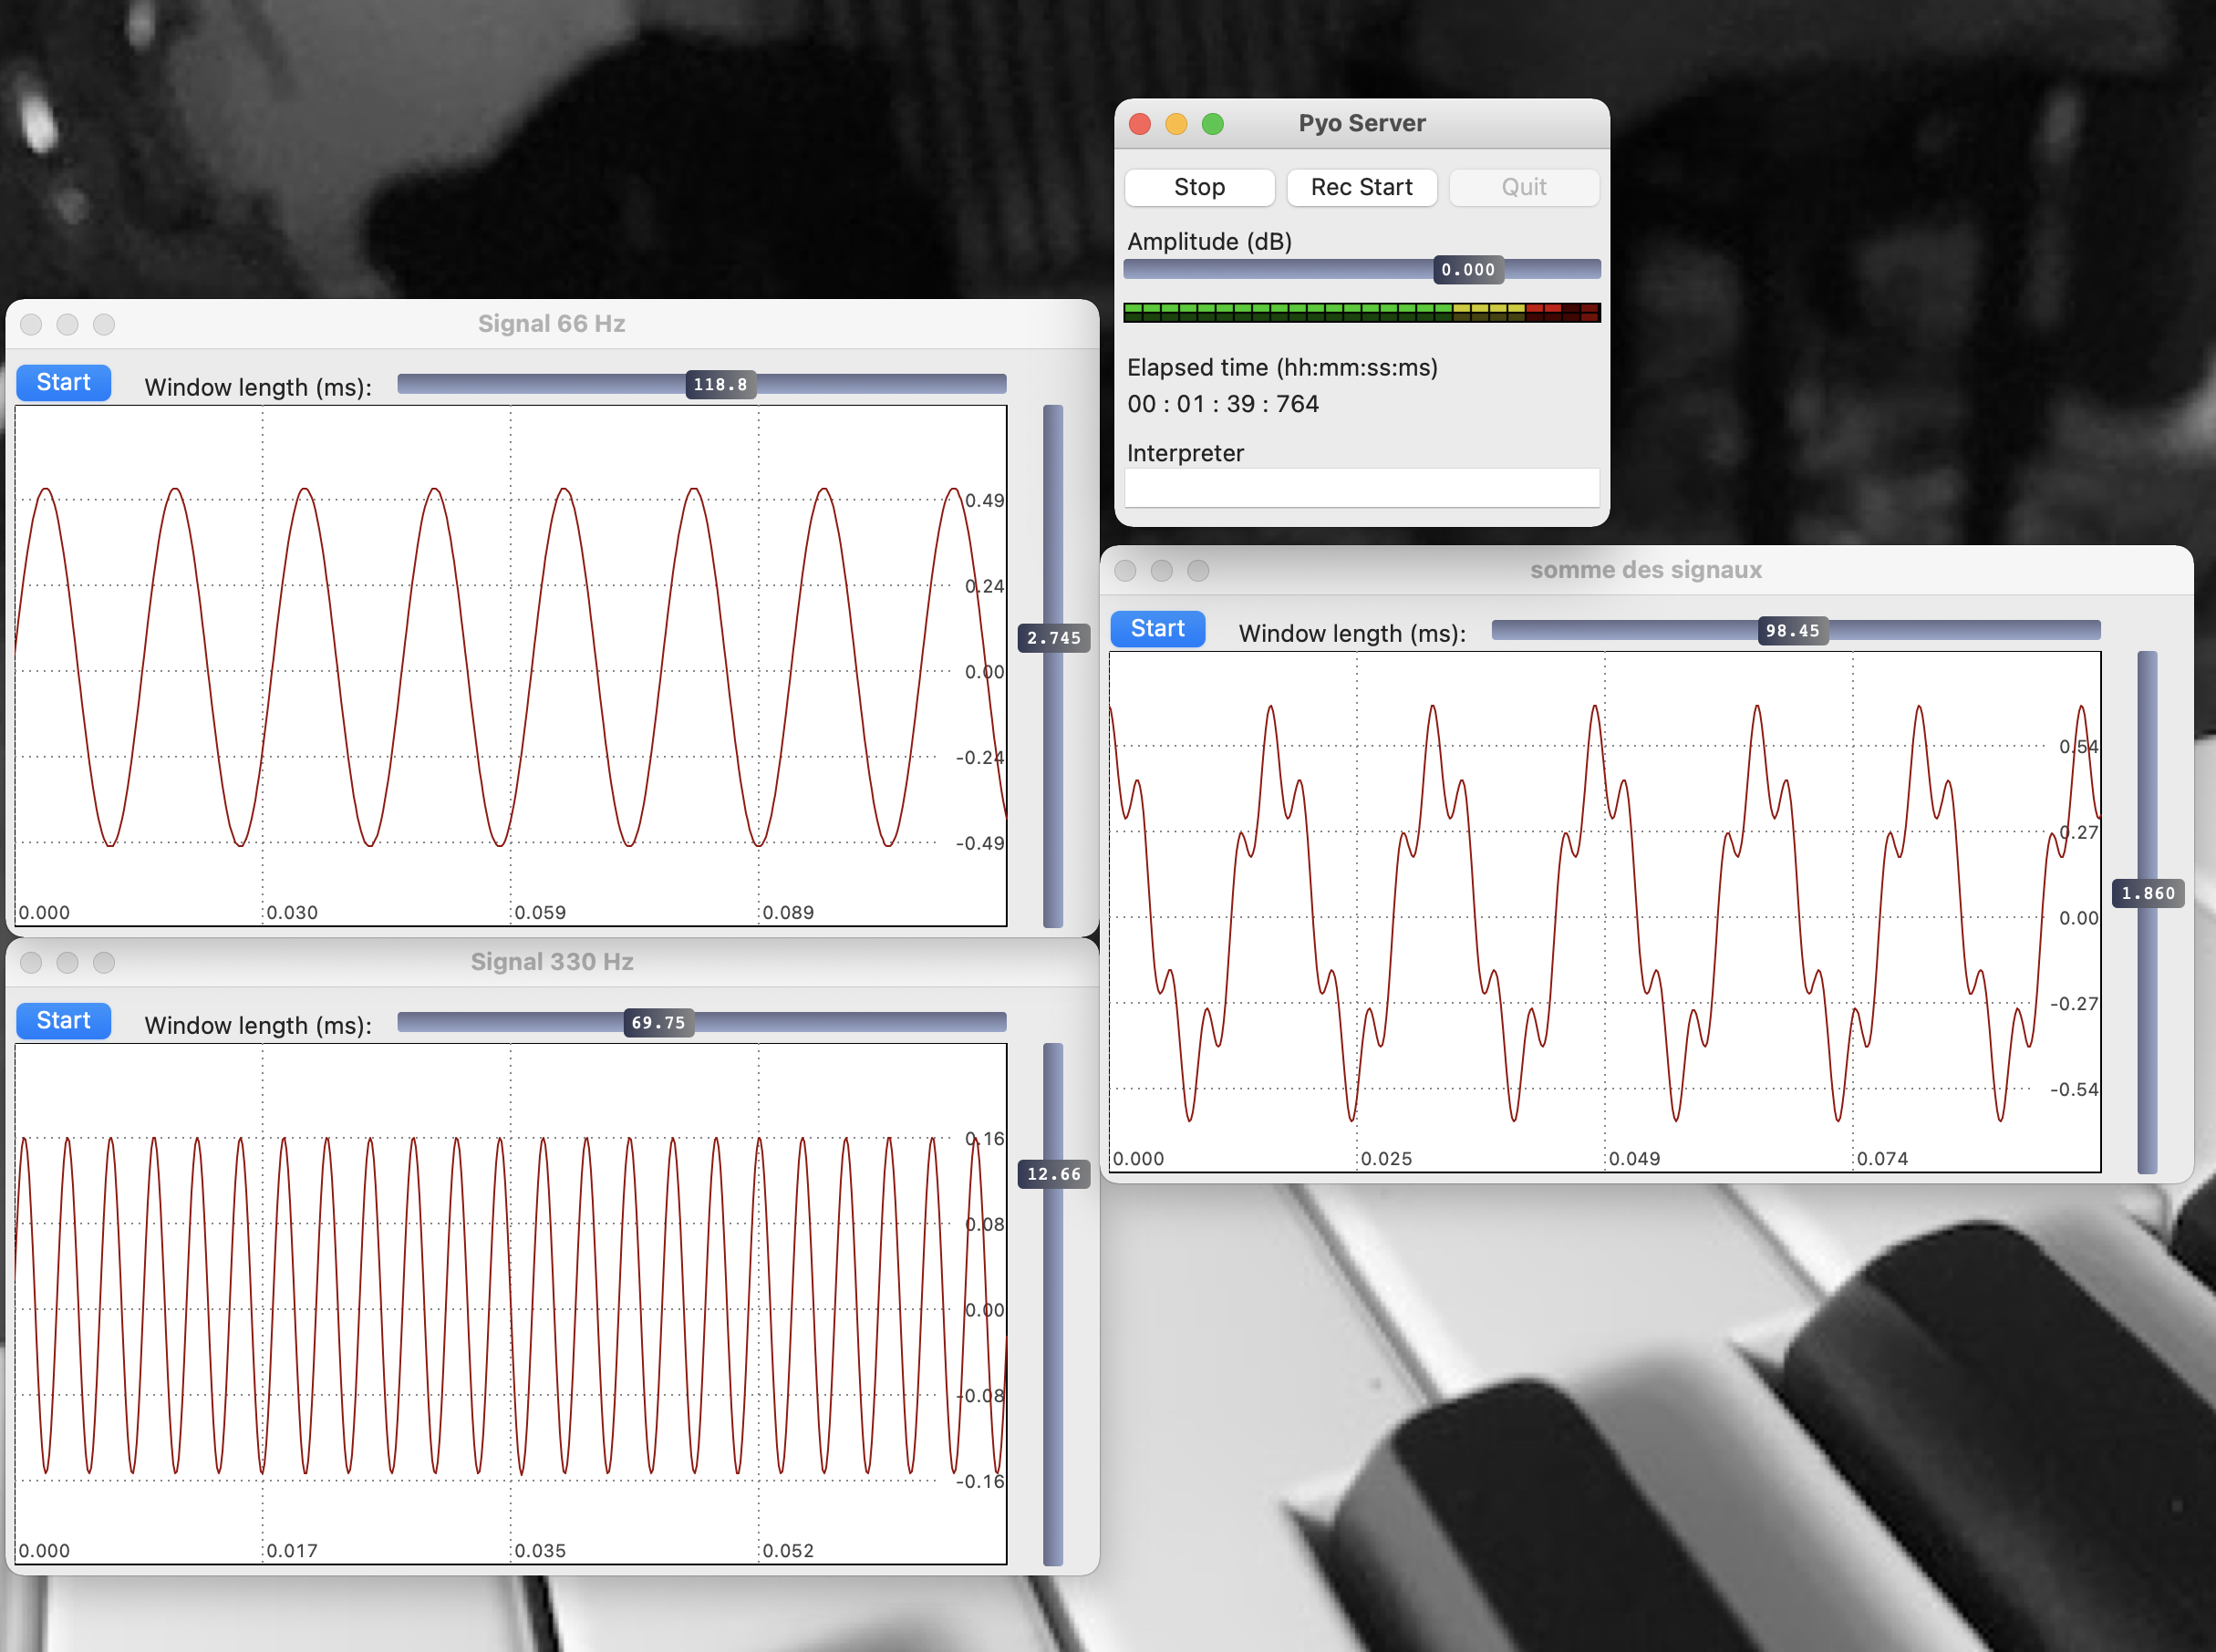 Pyo Server
Stop Rec Start Quit
Amplitude (dB)
0.000
Elapsed time (hh:mm:ss:ms)
00 : 01 : 39 : 764
Interpreter
Signal 66 Hz
Start Window length (ms): 118.8
0.49
0.24
2.745
0.00
-0.24
-0.49
0.000 0.030 0.059 0.089
Signal 330 Hz
Start Window length (ms): 69.75
0.16
12.66
0.08
0.00
-0.08
-0.16
0.000 0.017 0.035 0.052
somme des signaux
Start Window length (ms): 98.45
0.54
0.27
1.860
0.00
-0.27
-0.54
0.000 0.025 0.049 0.074